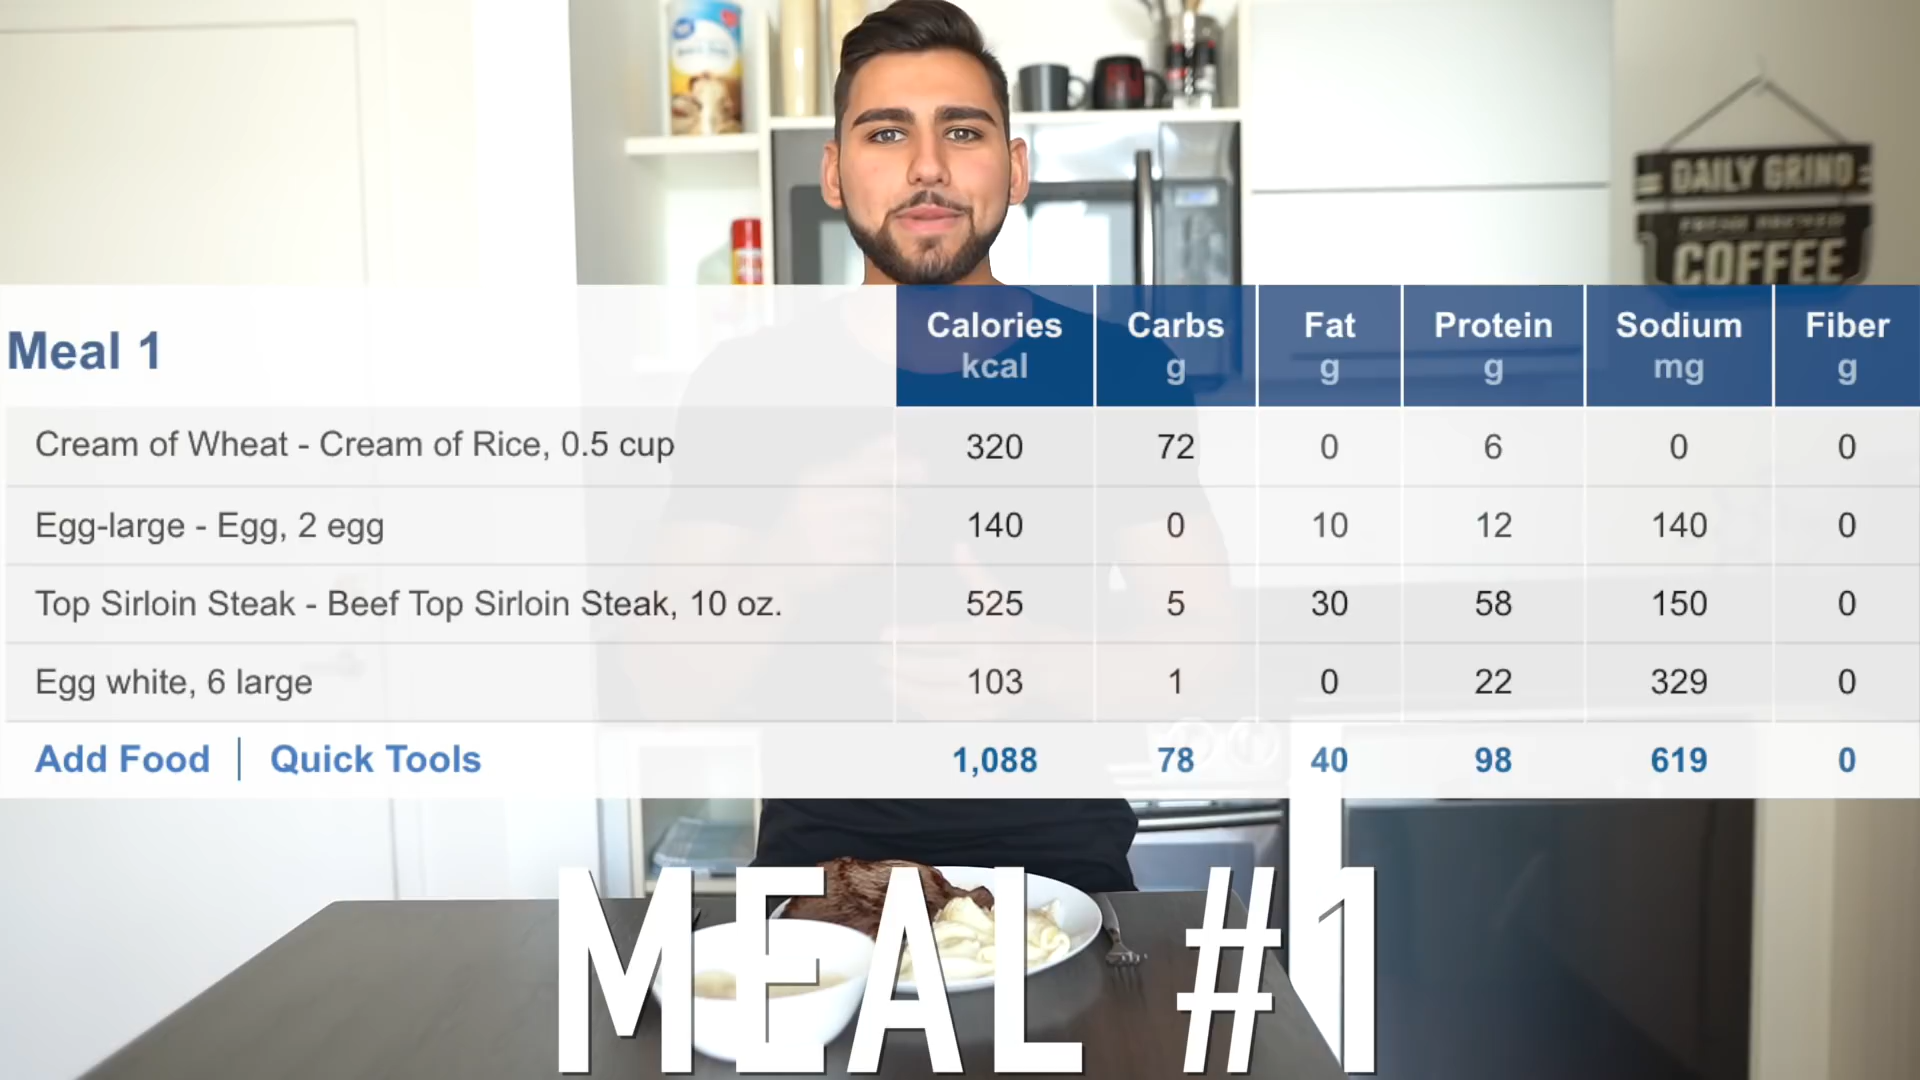 DAILY GRIND
FRESH BREWED
COFFEE
Meal 1
Calories Carbs Fat Protein Sodium Fiber
kcal g g g mg g
Cream of Wheat - Cream of Rice, 0.5 cup 320 72 0 6 0 0
Egg-large - Egg, 2 egg 140 0 10 12 140 0
Top Sirloin Steak - Beef Top Sirloin Steak, 10 oz. 525 5 30 58 150 0
Egg white, 6 large 103 1 0 22 329 0
Add Food | Quick Tools 1,088 78 40 98 619 0
MEAL #1